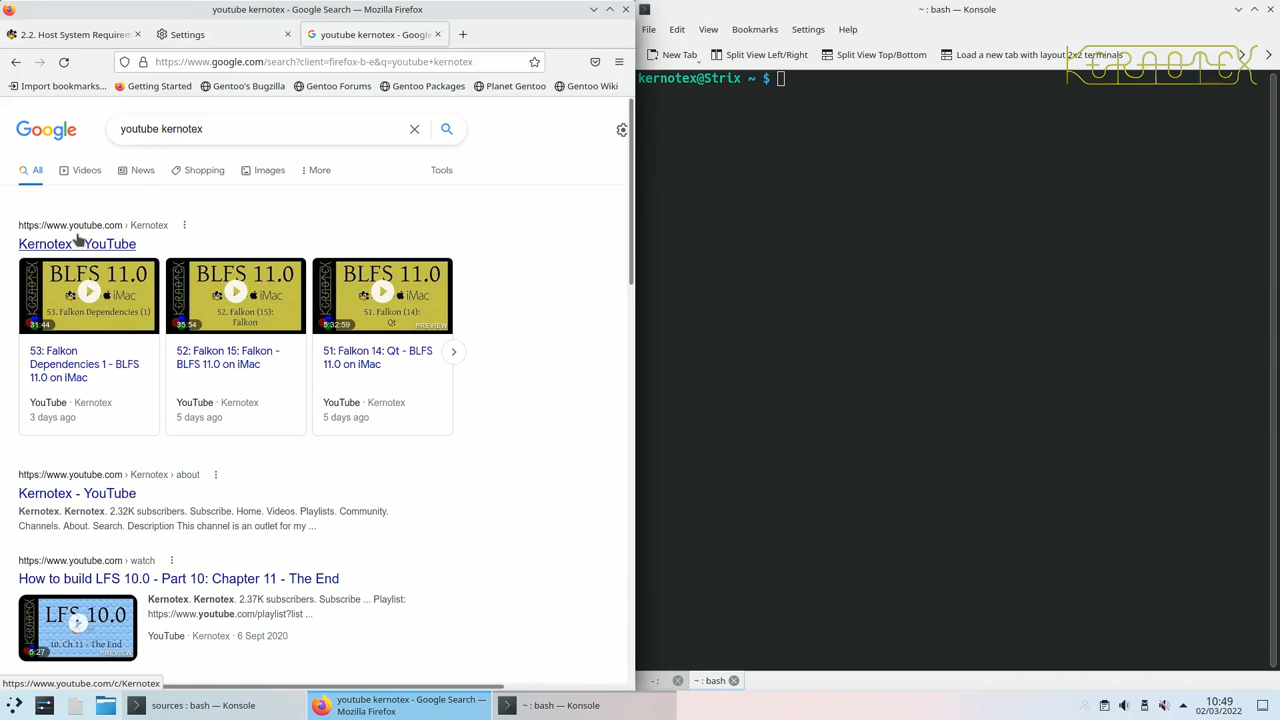 youtube kernotex - Google Search — Mozilla Firefox
2.2. Host System Requirem
Settings
youtube kernotex - Google
https://www.google.com/search?client=firefox-b-e&q=youtube+kernotex
Import bookmarks...
Getting Started
Gentoo's Bugzilla
Gentoo Forums
Gentoo Packages
Planet Gentoo
Gentoo Wiki
Google
youtube kernotex
All
Videos
News
Shopping
Images
More
Tools
https://www.youtube.com › Kernotex
Kernotex - YouTube
BLFS 11.0
iMac
53. Falkon Dependencies (1)
31:44
53: Falkon
Dependencies 1 - BLFS
11.0 on iMac
YouTube · Kernotex
3 days ago
BLFS 11.0
iMac
52. Falkon (15):
Falkon
35:54
52: Falkon 15: Falkon -
BLFS 11.0 on iMac
YouTube · Kernotex
5 days ago
BLFS 11.0
iMac
51. Falkon (14):
Qt
5:32:59
PREVIEW
51: Falkon 14: Qt - BLFS
11.0 on iMac
YouTube · Kernotex
5 days ago
https://www.youtube.com › Kernotex › about
Kernotex - YouTube
Kernotex. Kernotex. 2.32K subscribers. Subscribe. Home. Videos. Playlists. Community.
Channels. About. Search. Description This channel is an outlet for my ...
https://www.youtube.com › watch
How to build LFS 10.0 - Part 10: Chapter 11 - The End
LFS 10.0
10. Ch 11 - The End
5:27
PREVIEW
Kernotex. Kernotex. 2.37K subscribers. Subscribe ... Playlist:
https://www.youtube.com/playlist?list ...
YouTube · Kernotex · 6 Sept 2020
https://www.youtube.com/c/Kernotex
~ : bash — Konsole
File
Edit
View
Bookmarks
Settings
Help
New Tab
Split View Left/Right
Split View Top/Bottom
Load a new tab with layout 2x2 terminals
KERNOTEX
kernotex@Strix ~ $
- :
~ : bash
sources : bash — Konsole
youtube kernotex - Google Search —
Mozilla Firefox
~ : bash — Konsole
10:49
02/03/2022